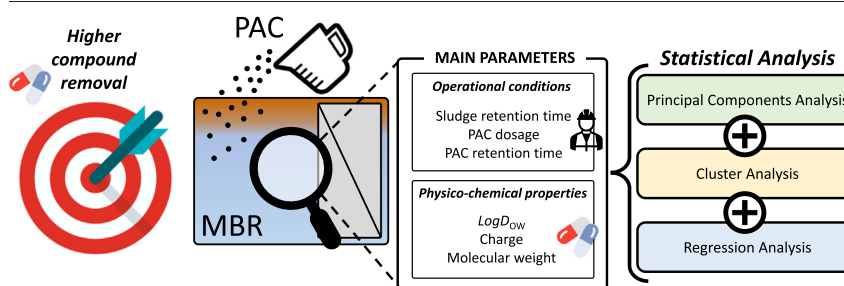 Higher
compound
removal
PAC
MBR
MAIN PARAMETERS
Operational conditions
Sludge retention time
PAC dosage
PAC retention time
Physico-chemical properties
LogDOW
Charge
Molecular weight
Statistical Analysis
Principal Components Analysis
Cluster Analysis
Regression Analysis